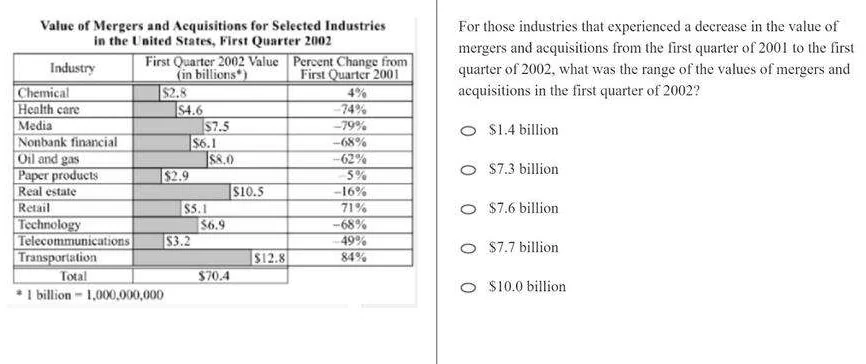 Value of Mergers and Acquisitions for Selected Industries
in the United States, First Quarter 2002
Industry First Quarter 2002 Value (in billions*) Percent Change from First Quarter 2001
Chemical $2.8 4%
Health care $4.6 -74%
Media $7.5 -79%
Nonbank financial $6.1 -68%
Oil and gas $8.0 -62%
Paper products $2.9 -5%
Real estate $10.5 -16%
Retail $5.1 71%
Technology $6.9 -68%
Telecommunications $3.2 -49%
Transportation $12.8 84%
Total $70.4
* 1 billion = 1,000,000,000
For those industries that experienced a decrease in the value of
mergers and acquisitions from the first quarter of 2001 to the first
quarter of 2002, what was the range of the values of mergers and
acquisitions in the first quarter of 2002?
$1.4 billion
$7.3 billion
$7.6 billion
$7.7 billion
$10.0 billion